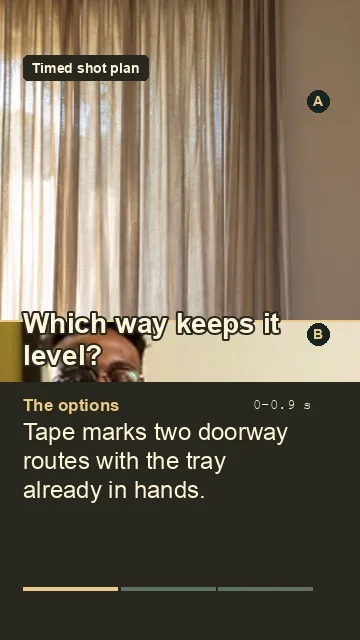 Timed shot plan
A
Which way keeps it
level?
B
The options
0–0.9 s
Tape marks two doorway
routes with the tray
already in hands.